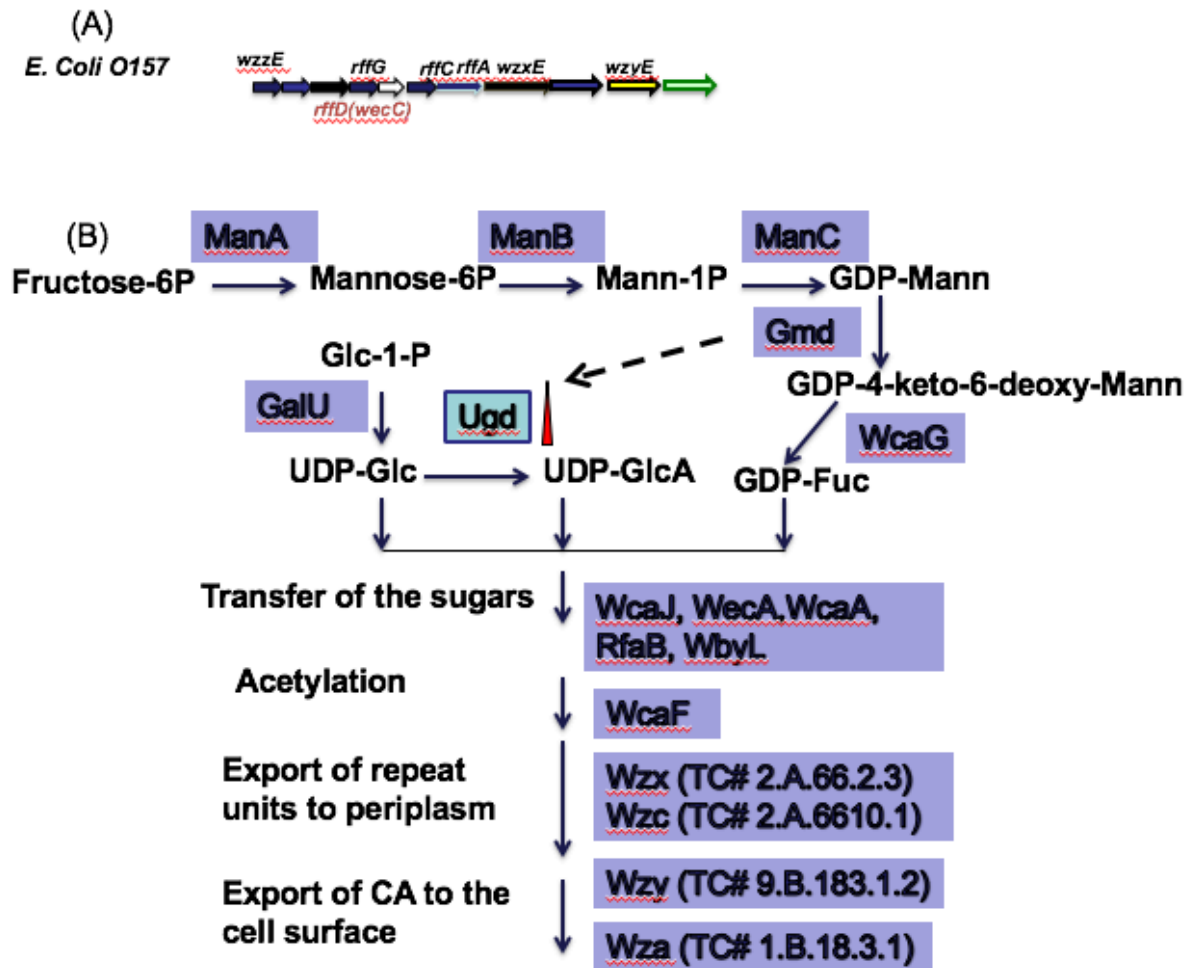 (A)
E. Coli O157
wzzE rffG rffC rffA wzxE wzyE
rffD(wecC)
(B)
ManA ManB ManC
Fructose-6P Mannose-6P Mann-1P GDP-Mann
Glc-1-P Gmd
GDP-4-keto-6-deoxy-Mann
GalU Ugd WcaG
UDP-Glc UDP-GlcA GDP-Fuc
Transfer of the sugars
WcaJ, WecA,WcaA,
RfaB, WbyL
Acetylation
WcaF
Export of repeat
units to periplasm
Wzx (TC# 2.A.66.2.3)
Wzc (TC# 2.A.6610.1)
Export of CA to the
cell surface
Wzy (TC# 9.B.183.1.2)
Wza (TC# 1.B.18.3.1)